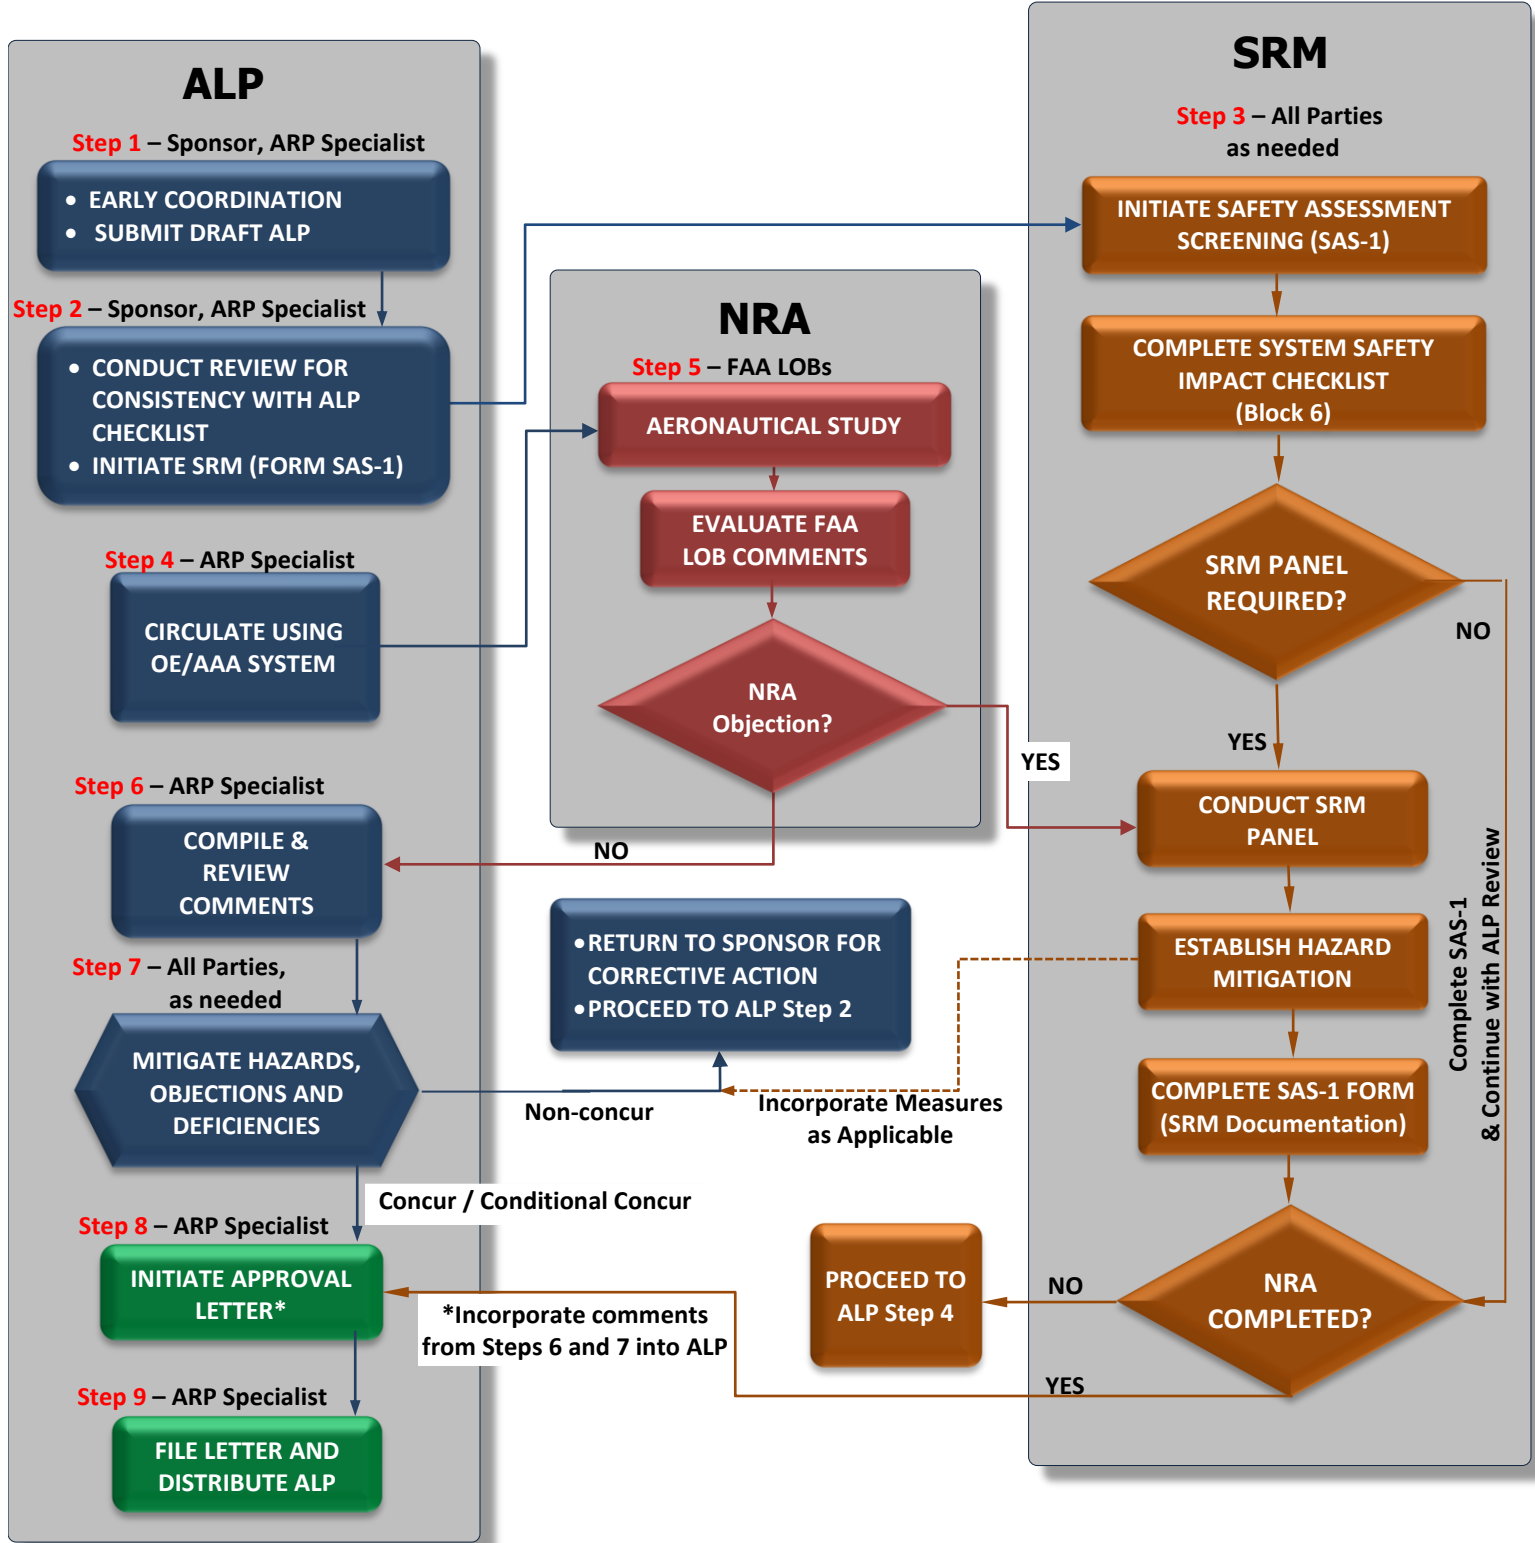 ALP
Step 1 – Sponsor, ARP Specialist
• EARLY COORDINATION
• SUBMIT DRAFT ALP
Step 2 – Sponsor, ARP Specialist
• CONDUCT REVIEW FOR
CONSISTENCY WITH ALP
CHECKLIST
• INITIATE SRM (FORM SAS-1)
Step 4 – ARP Specialist
CIRCULATE USING
OE/AAA SYSTEM
Step 6 – ARP Specialist
COMPILE &
REVIEW
COMMENTS
Step 7 – All Parties,
as needed
MITIGATE HAZARDS,
OBJECTIONS AND
DEFICIENCIES
Concur / Conditional Concur
Step 8 – ARP Specialist
INITIATE APPROVAL
LETTER*
Step 9 – ARP Specialist
FILE LETTER AND
DISTRIBUTE ALP
NRA
Step 5 – FAA LOBs
AERONAUTICAL STUDY
EVALUATE FAA
LOB COMMENTS
NRA
Objection?
YES
NO
• RETURN TO SPONSOR FOR
CORRECTIVE ACTION
• PROCEED TO ALP Step 2
Non-concur
Incorporate Measures
as Applicable
*Incorporate comments
from Steps 6 and 7 into ALP
PROCEED TO
ALP Step 4
SRM
Step 3 – All Parties
as needed
INITIATE SAFETY ASSESSMENT
SCREENING (SAS-1)
COMPLETE SYSTEM SAFETY
IMPACT CHECKLIST
(Block 6)
SRM PANEL
REQUIRED?
NO
YES
CONDUCT SRM
PANEL
ESTABLISH HAZARD
MITIGATION
COMPLETE SAS-1 FORM
(SRM Documentation)
Complete SAS-1
& Continue with ALP Review
NRA
COMPLETED?
NO
YES